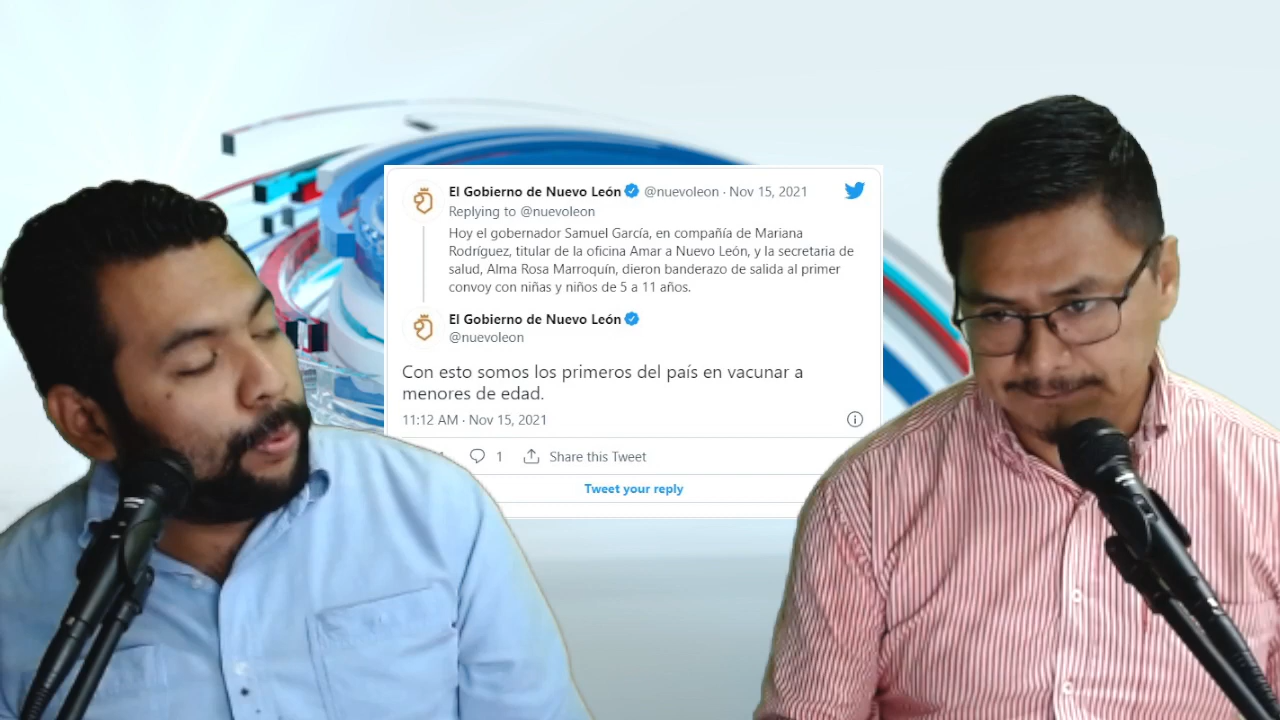 El Gobierno de Nuevo León @nuevoleon · Nov 15, 2021
Replying to @nuevoleon
Hoy el gobernador Samuel García, en compañía de Mariana
Rodríguez, titular de la oficina Amar a Nuevo León, y la secretaria de
salud, Alma Rosa Marroquín, dieron banderazo de salida al primer
convoy con niñas y niños de 5 a 11 años.
El Gobierno de Nuevo León
@nuevoleon
Con esto somos los primeros del país en vacunar a
menores de edad.
11:12 AM · Nov 15, 2021
1 Share this Tweet
Tweet your reply